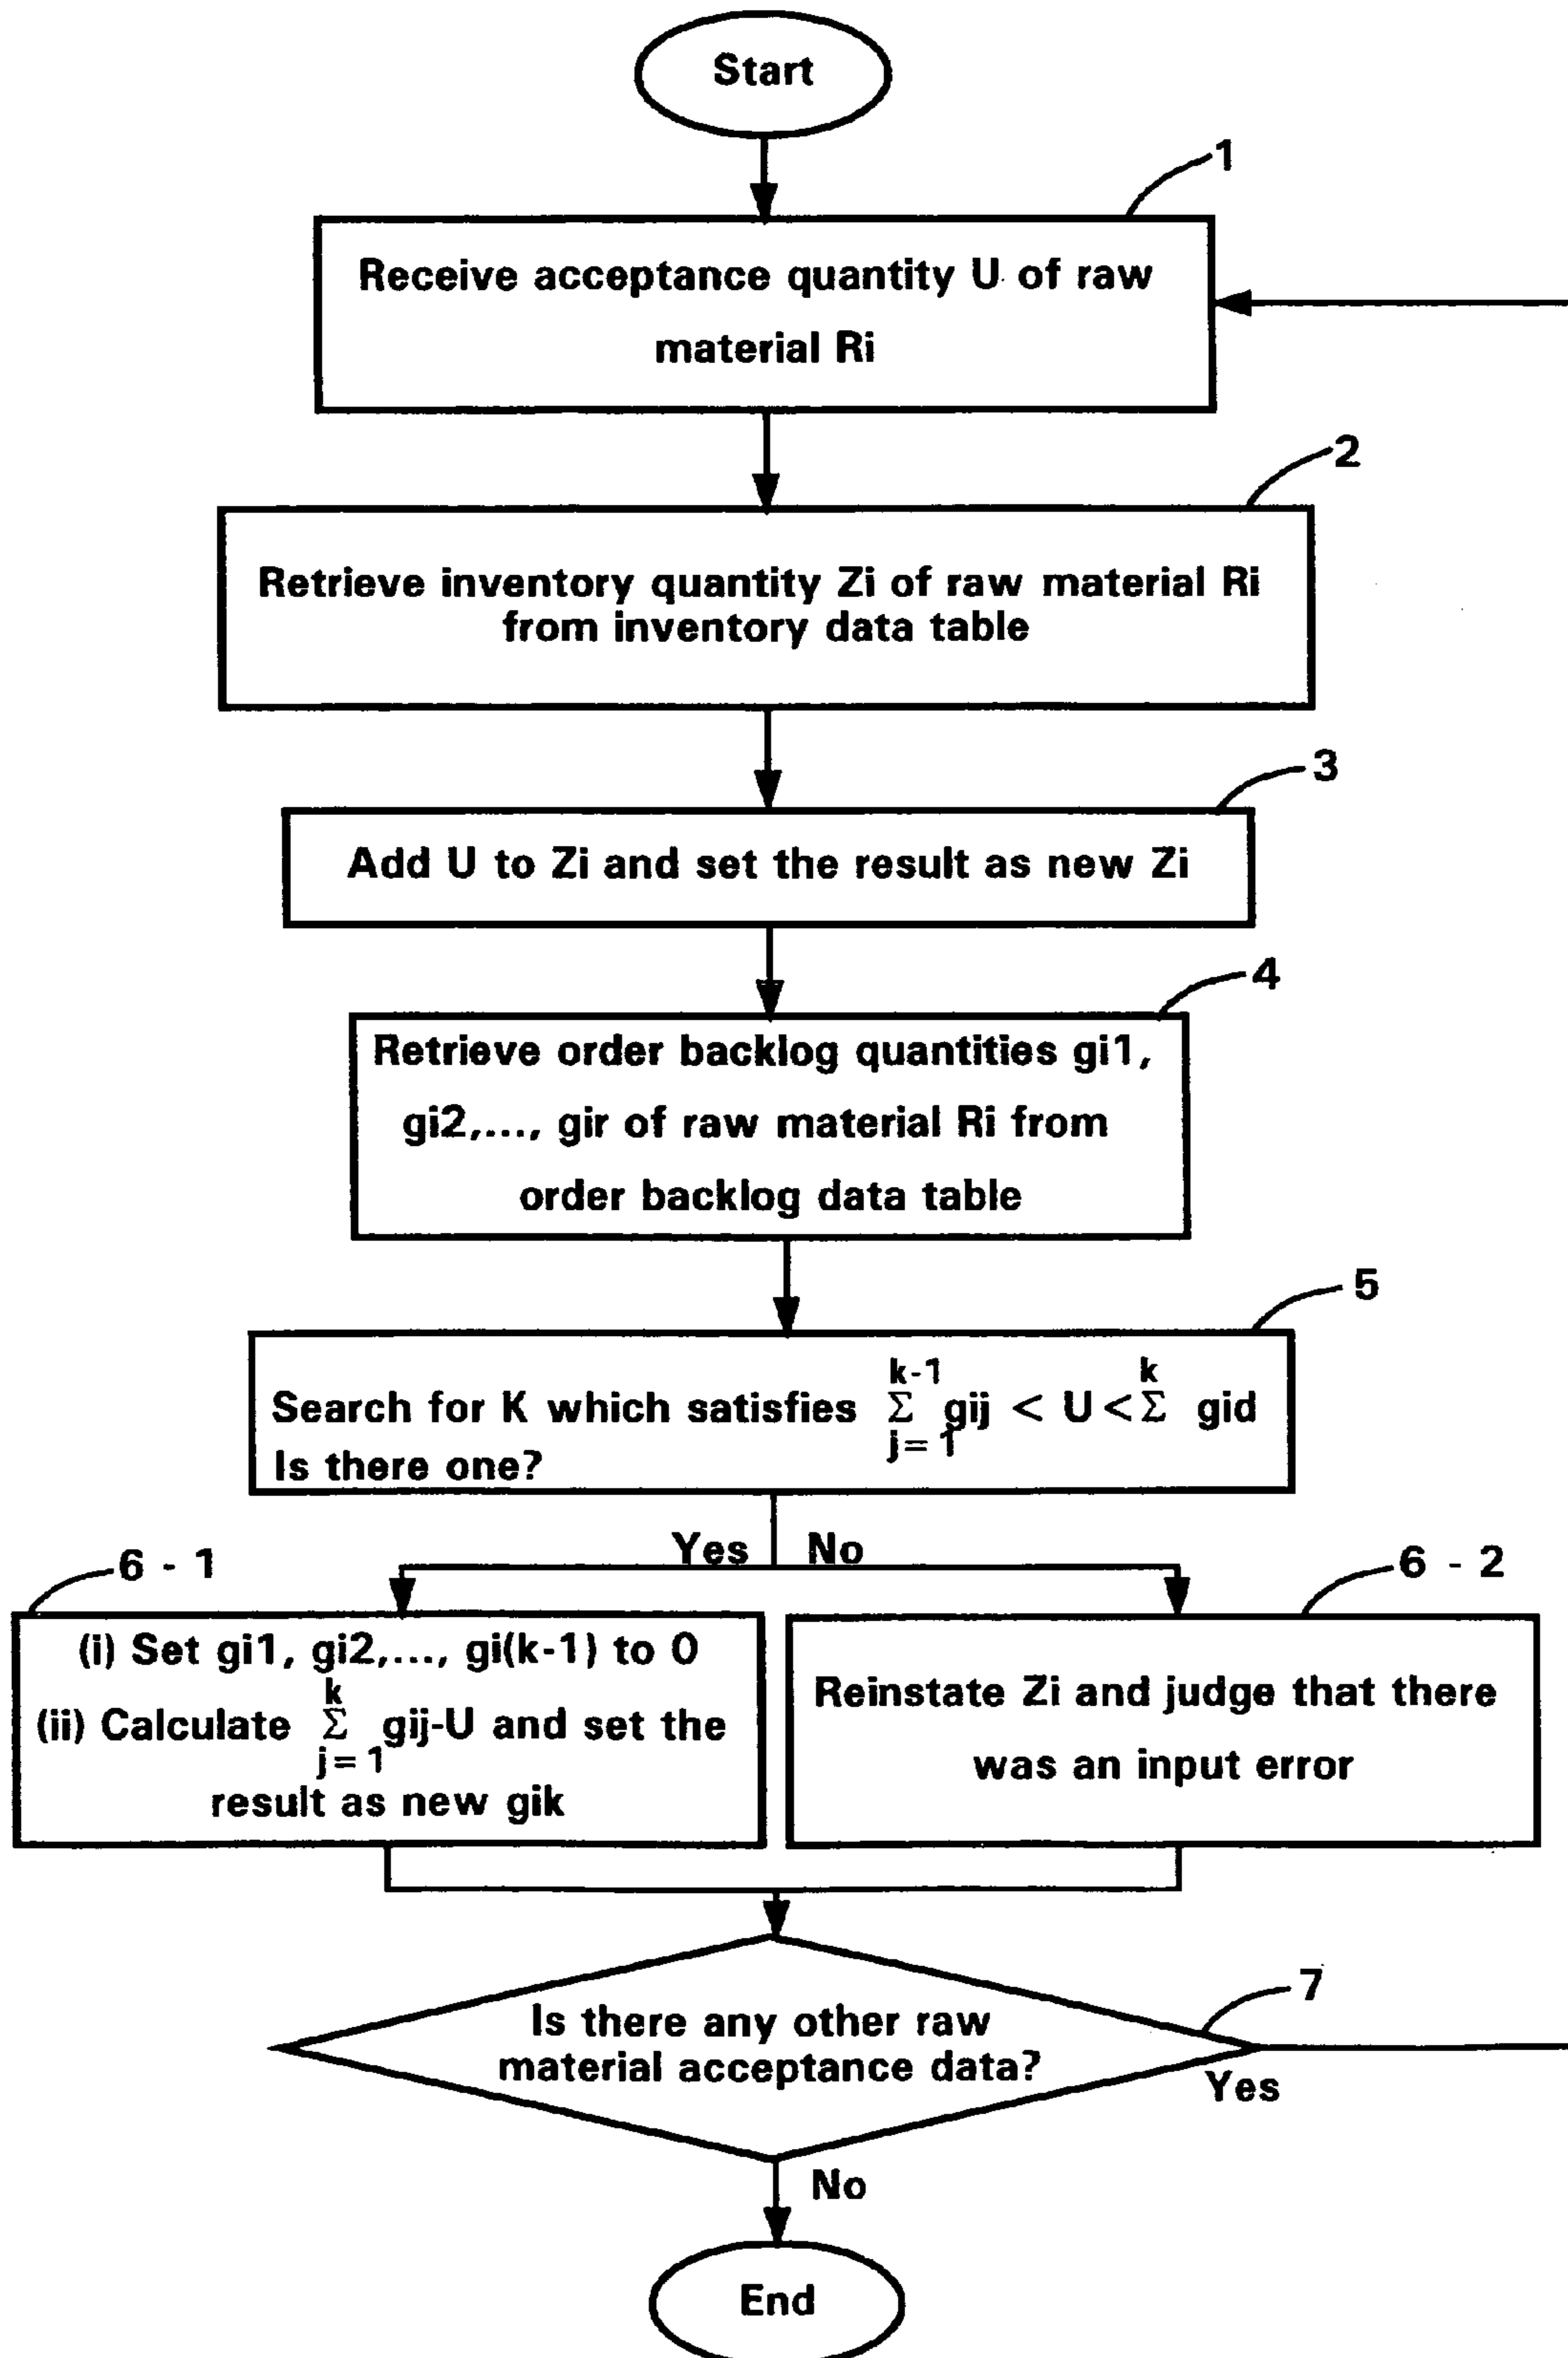 Start
1
Receive acceptance quantity U of raw
material Ri
2
Retrieve inventory quantity Zi of raw material Ri
from inventory data table
3
Add U to Zi and set the result as new Zi
4
Retrieve order backlog quantities gi1,
gi2,..., gir of raw material Ri from
order backlog data table
5
k-1 k
Search for K which satisfies Σ gij < U < Σ gid
j=1
Is there one?
Yes No
6 - 1
(i) Set gi1, gi2,..., gi(k-1) to 0
k
(ii) Calculate Σ gij-U and set the
j=1
result as new gik
6 - 2
Reinstate Zi and judge that there
was an input error
7
Is there any other raw
material acceptance data?
Yes
No
End